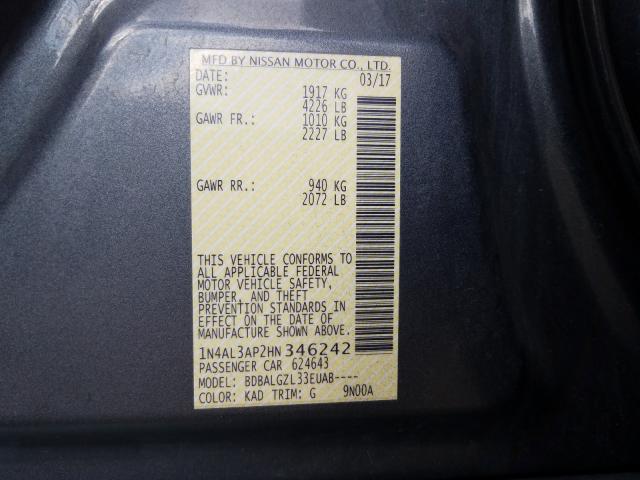 MFD BY NISSAN MOTOR CO., LTD.
DATE: 03/17
GVWR: 1917 KG
4226 LB
GAWR FR.: 1010 KG
2227 LB
GAWR RR.: 940 KG
2072 LB
THIS VEHICLE CONFORMS TO
ALL APPLICABLE FEDERAL
MOTOR VEHICLE SAFETY,
BUMPER, AND THEFT
PREVENTION STANDARDS IN
EFFECT ON THE DATE OF
MANUFACTURE SHOWN ABOVE.
1N4AL3AP2HN346242
PASSENGER CAR 624643
MODEL: BDBALGZL33EUAB----
COLOR: KAD TRIM: G 9N00A